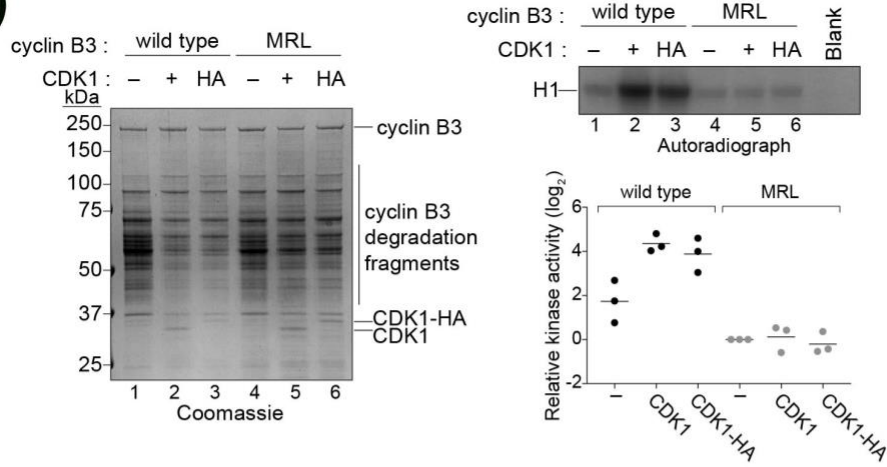 cyclin B3 : wild type MRL
CDK1 : – + HA – + HA
kDa
250
150
100
75
50
37
25
cyclin B3
cyclin B3
degradation
fragments
CDK1-HA
CDK1
1 2 3 4 5 6
Coomassie
cyclin B3 : wild type MRL
CDK1 : – + HA – + HA Blank
H1
1 2 3 4 5 6
Autoradiograph
Relative kinase activity (log₂)
wild type MRL
6
4
2
0
-2
– CDK1 CDK1-HA – CDK1 CDK1-HA